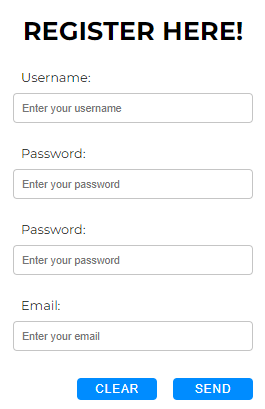 REGISTER HERE!
Username:
Enter your username
Password:
Enter your password
Password:
Enter your password
Email:
Enter your email
CLEAR SEND